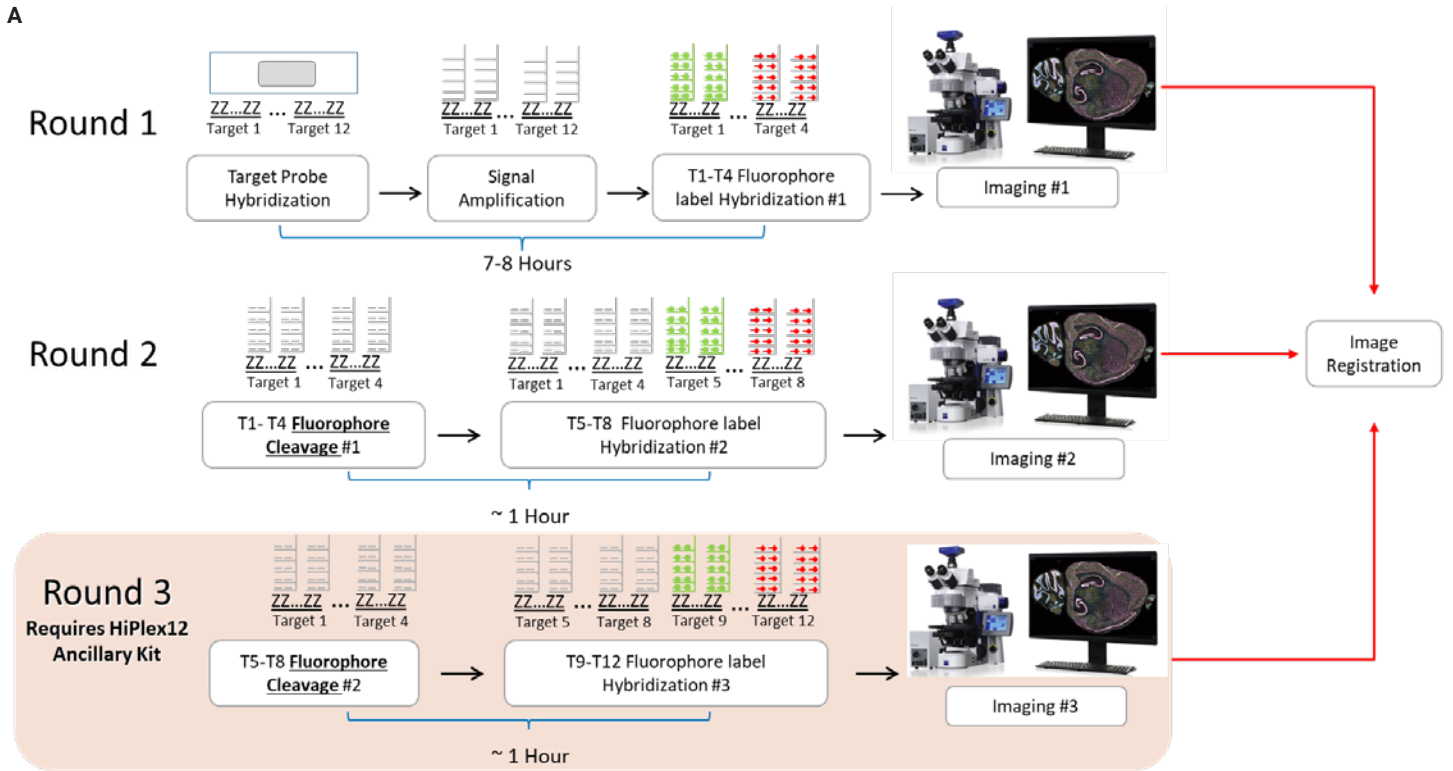 A
Round 1
ZZ...ZZ ... ZZ...ZZ
Target 1 Target 12
Target Probe
Hybridization
ZZ...ZZ ... ZZ...ZZ
Target 1 Target 12
Signal
Amplification
ZZ...ZZ ... ZZ...ZZ
Target 1 Target 4
T1-T4 Fluorophore
label Hybridization #1
Imaging #1
7-8 Hours
Round 2
ZZ...ZZ ... ZZ...ZZ
Target 1 Target 4
T1- T4 Fluorophore
Cleavage #1
ZZ...ZZ ... ZZ...ZZ ZZ...ZZ ... ZZ...ZZ
Target 1 Target 4 Target 5 Target 8
T5-T8 Fluorophore label
Hybridization #2
Imaging #2
~ 1 Hour
Image
Registration
Round 3
Requires HiPlex12
Ancillary Kit
ZZ...ZZ ... ZZ...ZZ
Target 1 Target 4
T5-T8 Fluorophore
Cleavage #2
ZZ...ZZ ... ZZ...ZZ ZZ...ZZ ... ZZ...ZZ
Target 5 Target 8 Target 9 Target 12
T9-T12 Fluorophore label
Hybridization #3
Imaging #3
~ 1 Hour